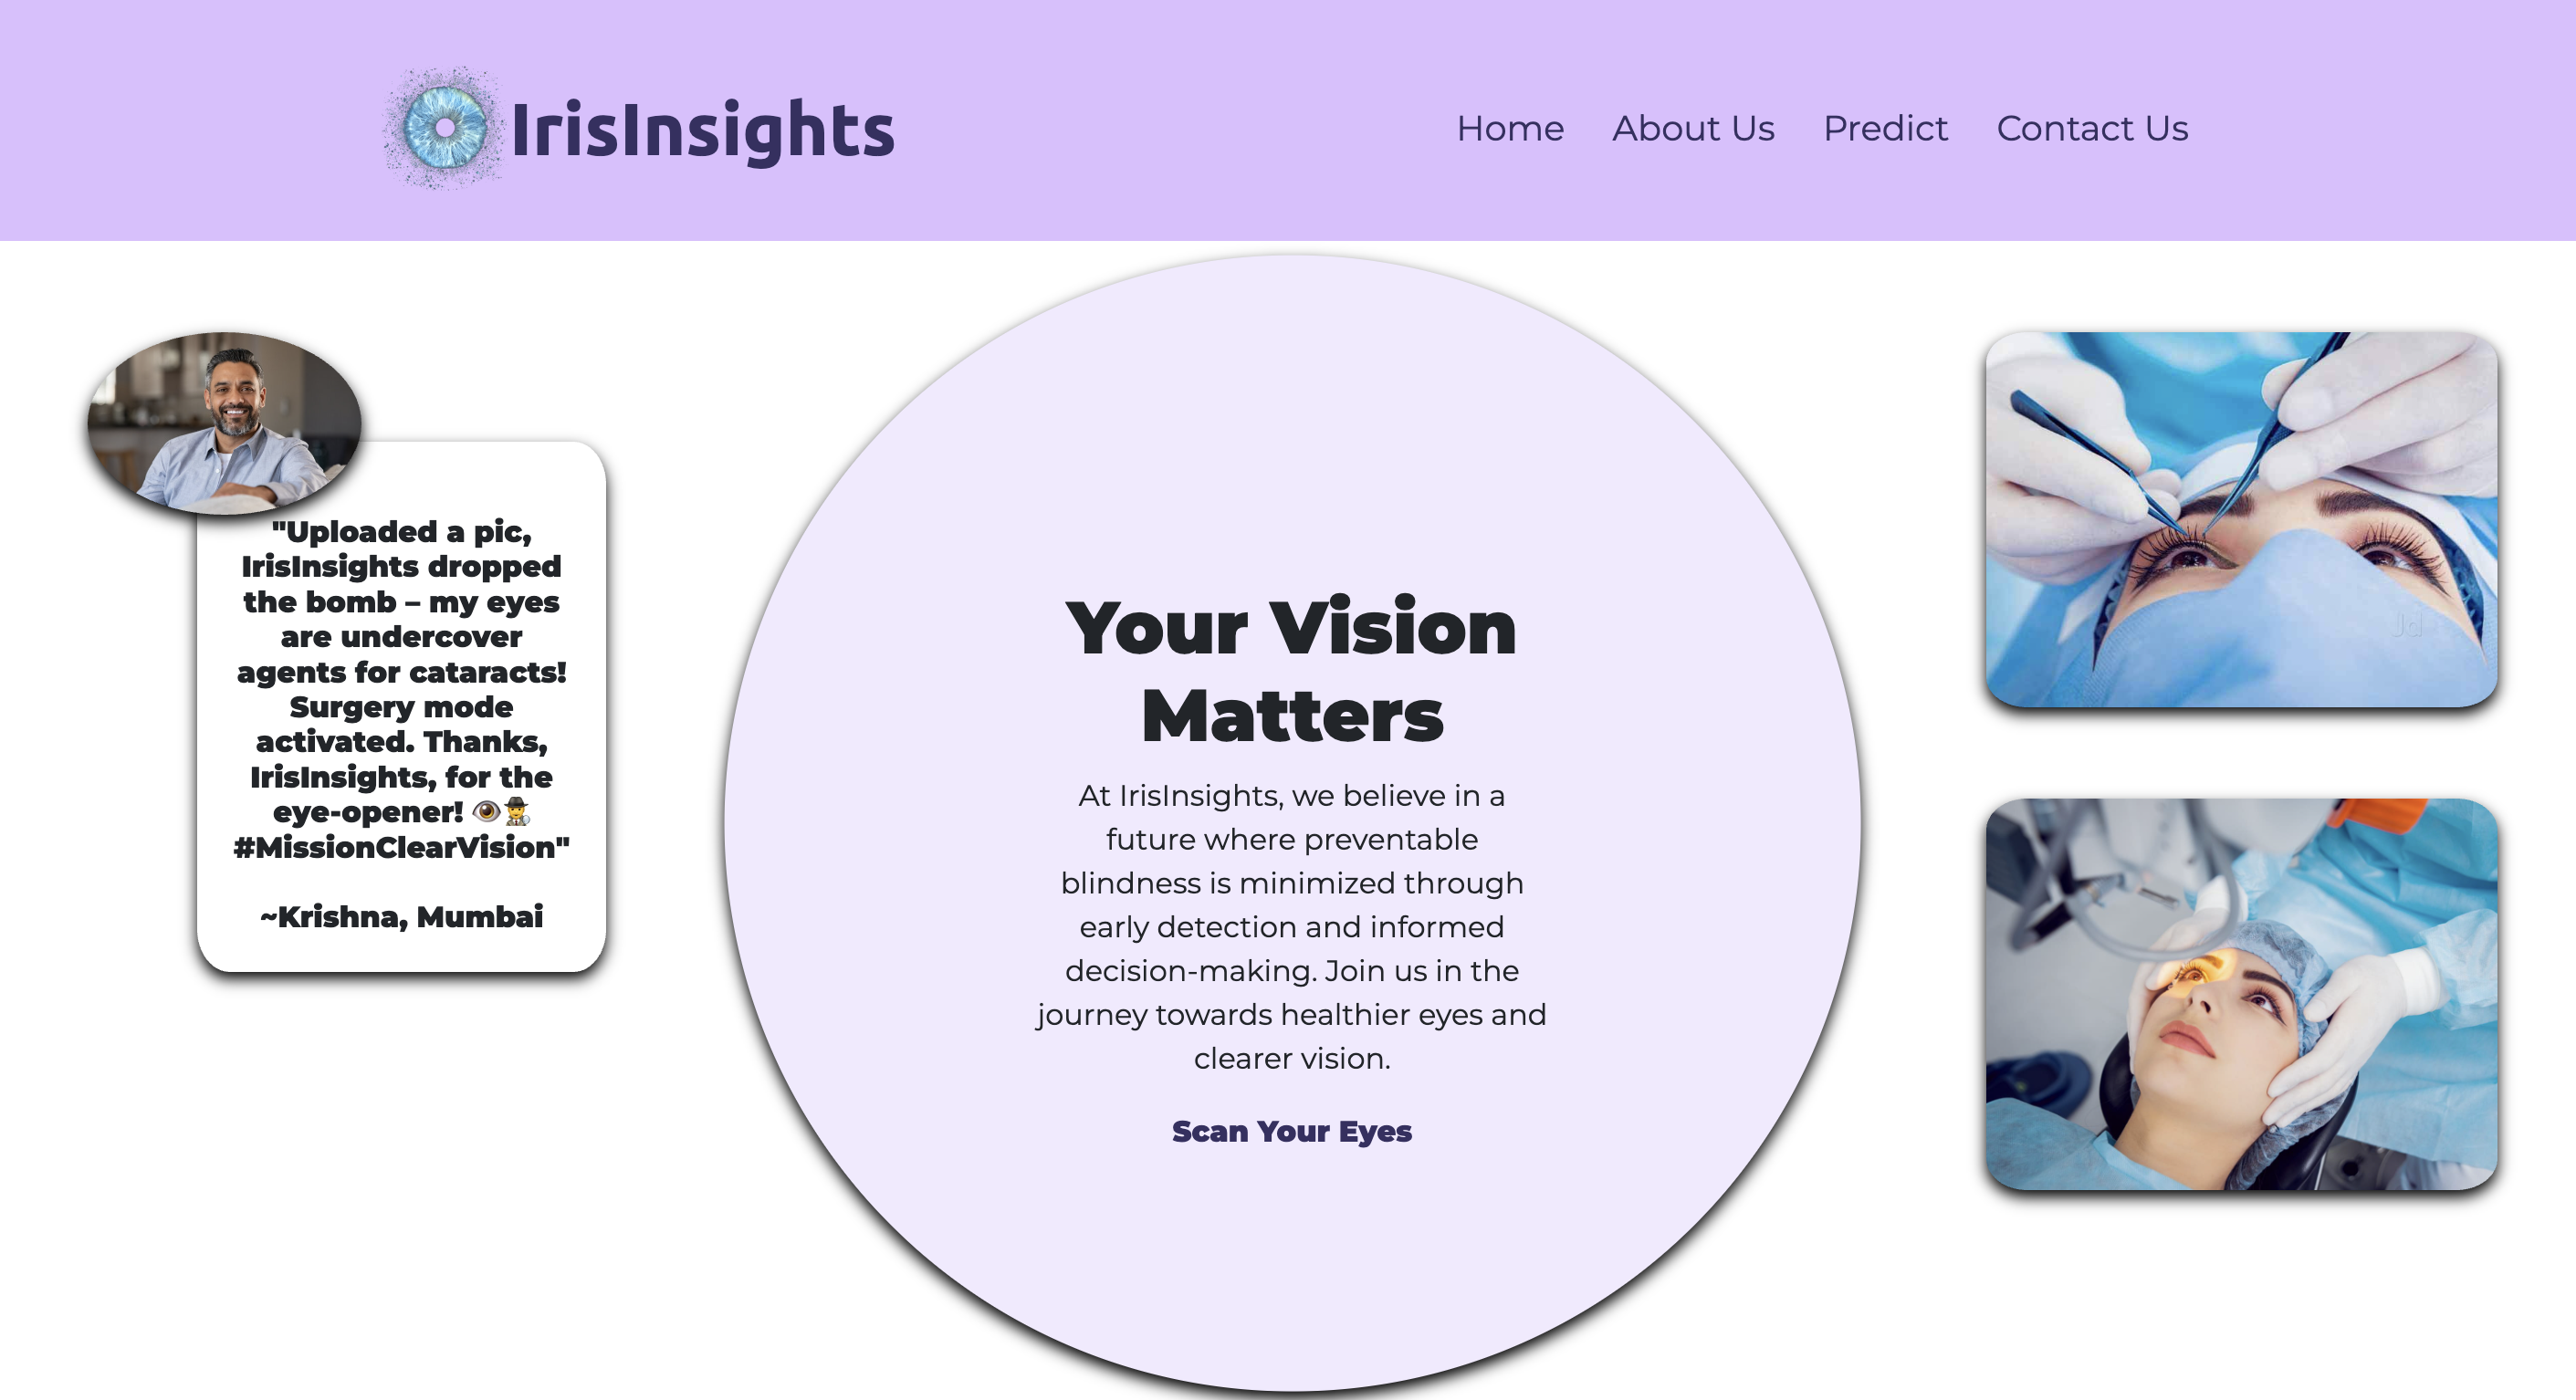 IrisInsights
Home About Us Predict Contact Us
"Uploaded a pic,
IrisInsights dropped
the bomb – my eyes
are undercover
agents for cataracts!
Surgery mode
activated. Thanks,
IrisInsights, for the
eye-opener! 👁️🕵️
#MissionClearVision"
~Krishna, Mumbai
Your Vision
Matters
At IrisInsights, we believe in a
future where preventable
blindness is minimized through
early detection and informed
decision-making. Join us in the
journey towards healthier eyes and
clearer vision.
Scan Your Eyes
Jd